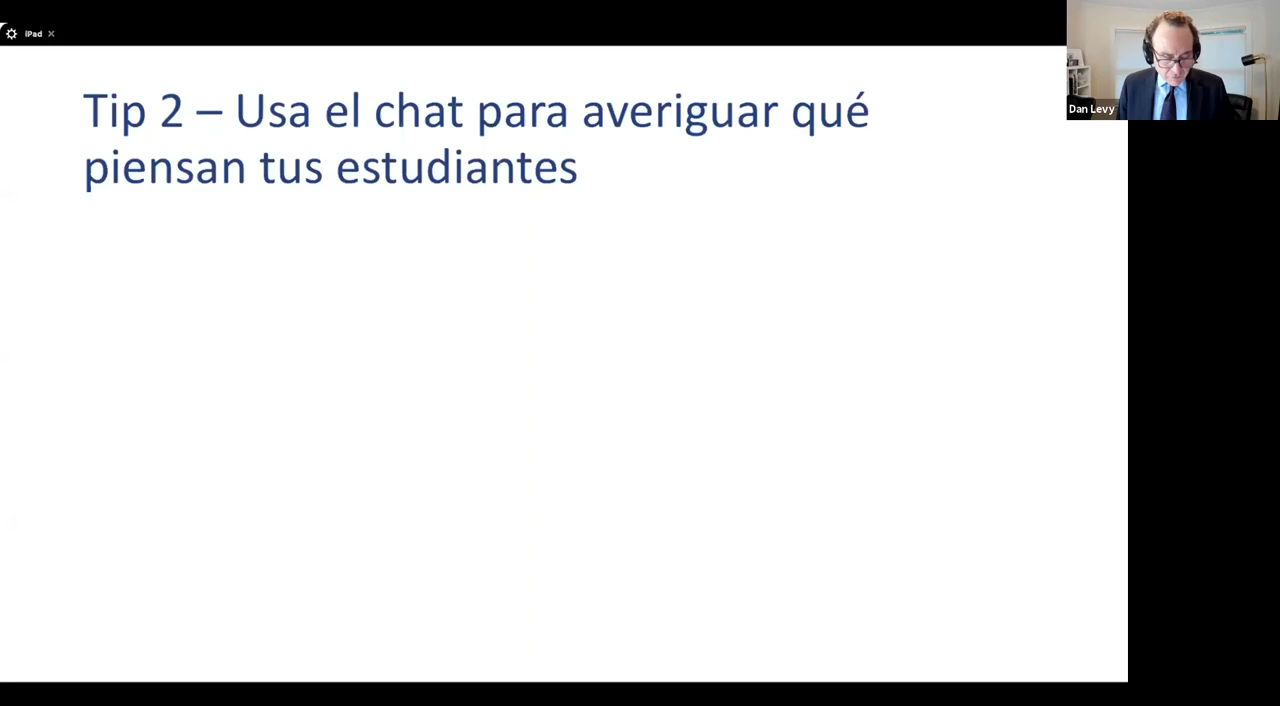 iPad
Tip 2 – Usa el chat para averiguar qué
piensan tus estudiantes
Dan Levy